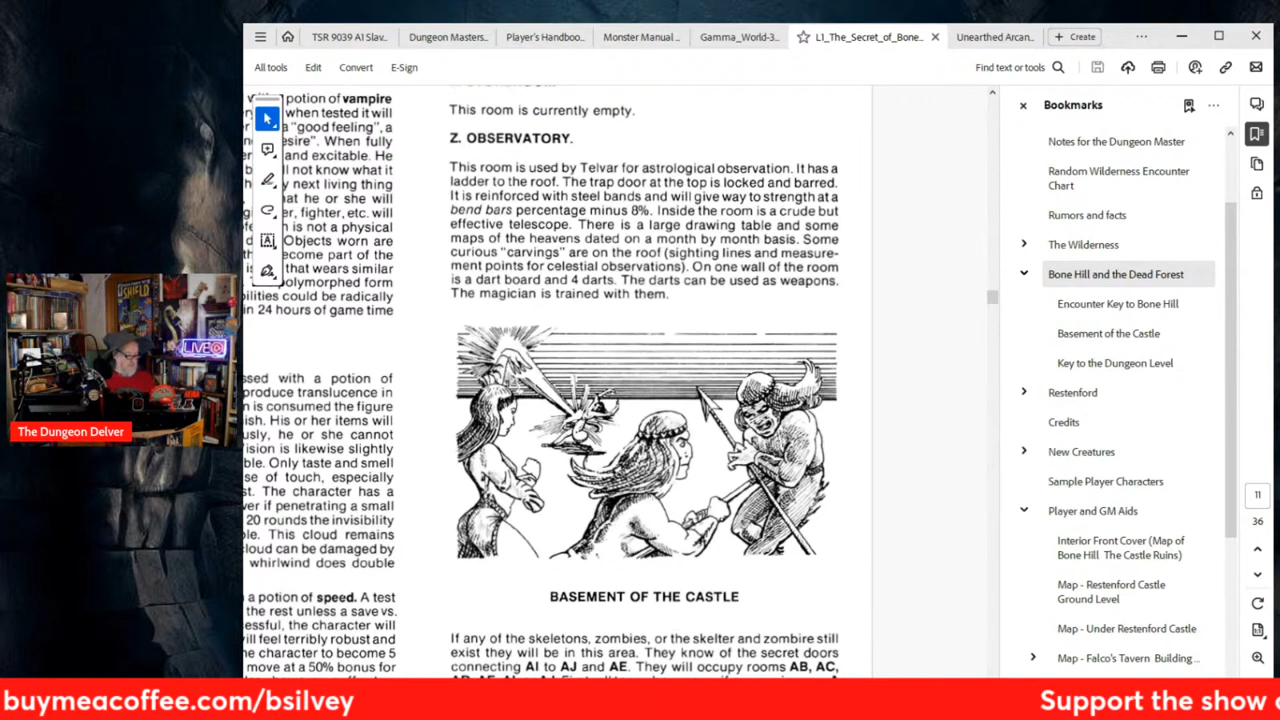 TSR 9039 A1 Slav...
Dungeon Masters...
Player's Handboo...
Monster Manual ...
Gamma_World-3...
L1_The_Secret_of_Bone...
Unearthed Arcan...
Create
All tools
Edit
Convert
E-Sign
Find text or tools
potion of vampire
when tested it will
a "good feeling", a
esire". When fully
and excitable. He
ll not know what it
y next living thing
hat he or she will
er, fighter, etc. will
is not a physical
Objects worn are
ecome part of the
that wears similar
polymorphed form
bilities could be radically
in 24 hours of game time
ssed with a potion of
produce translucence in
n is consumed the figure
ish. His or her items will
usly, he or she cannot
ision is likewise slightly
ble. Only taste and smell
se of touch, especially
st. The character has a
ver if penetrating a small
20 rounds the invisibility
ble. This cloud remains
cloud can be damaged by
whirlwind does double
a potion of speed. A test
the rest unless a save vs.
cessful, the character will
vill feel terribly robust and
he character to become 5
move at a 50% bonus for
This room is currently empty.
Z. OBSERVATORY.
This room is used by Telvar for astrological observation. It has a
ladder to the roof. The trap door at the top is locked and barred.
It is reinforced with steel bands and will give way to strength at a
bend bars percentage minus 8%. Inside the room is a crude but
effective telescope. There is a large drawing table and some
maps of the heavens dated on a month by month basis. Some
curious "carvings" are on the roof (sighting lines and measure-
ment points for celestial observations). On one wall of the room
is a dart board and 4 darts. The darts can be used as weapons.
The magician is trained with them.
BASEMENT OF THE CASTLE
If any of the skeletons, zombies, or the skelter and zombire still
exist they will be in this area. They know of the secret doors
connecting AI to AJ and AE. They will occupy rooms AB, AC,
Bookmarks
Notes for the Dungeon Master
Random Wilderness Encounter
Chart
Rumors and facts
The Wilderness
Bone Hill and the Dead Forest
Encounter Key to Bone Hill
Basement of the Castle
Key to the Dungeon Level
Restenford
Credits
New Creatures
Sample Player Characters
Player and GM Aids
Interior Front Cover (Map of
Bone Hill The Castle Ruins)
Map - Restenford Castle
Ground Level
Map - Under Restenford Castle
Map - Falco's Tavern Building ...
11
36
LIVE
The Dungeon Delver
buymeacoffee.com/bsilvey
Support the show